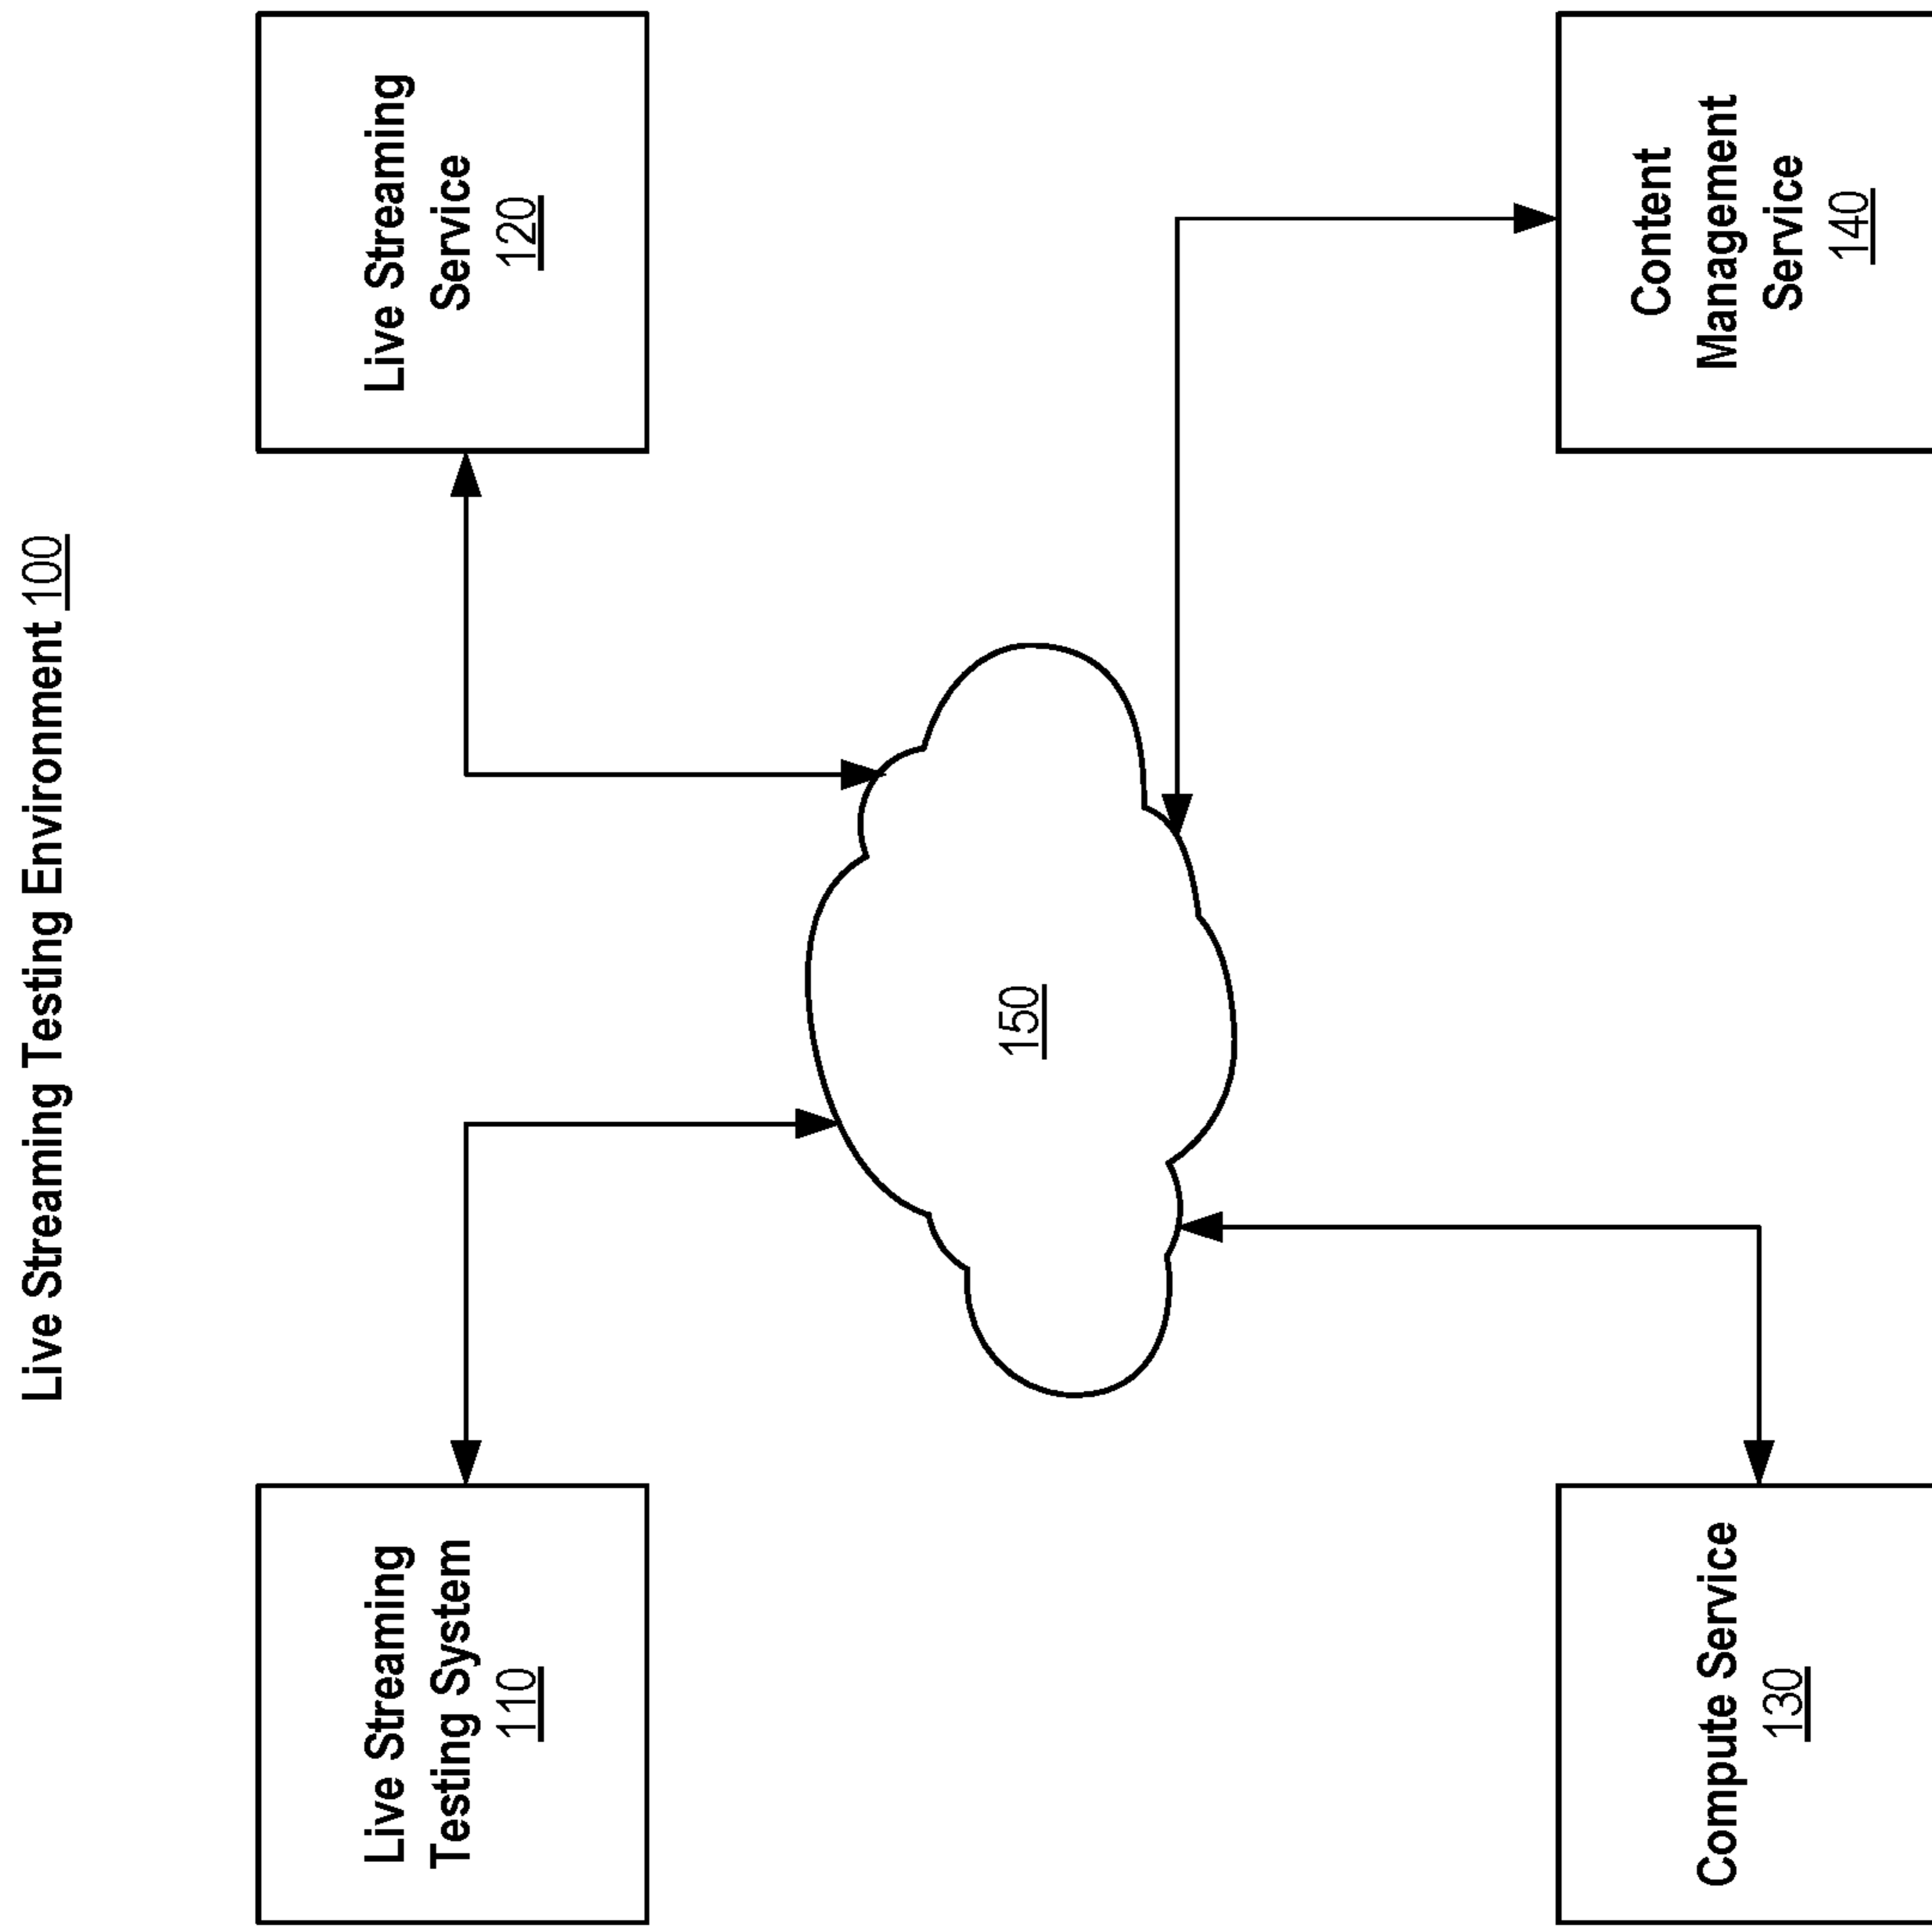 Live Streaming Testing Environment 100
Live Streaming
Testing System
110
Live Streaming
Service
120
150
Compute Service
130
Content
Management
Service
140